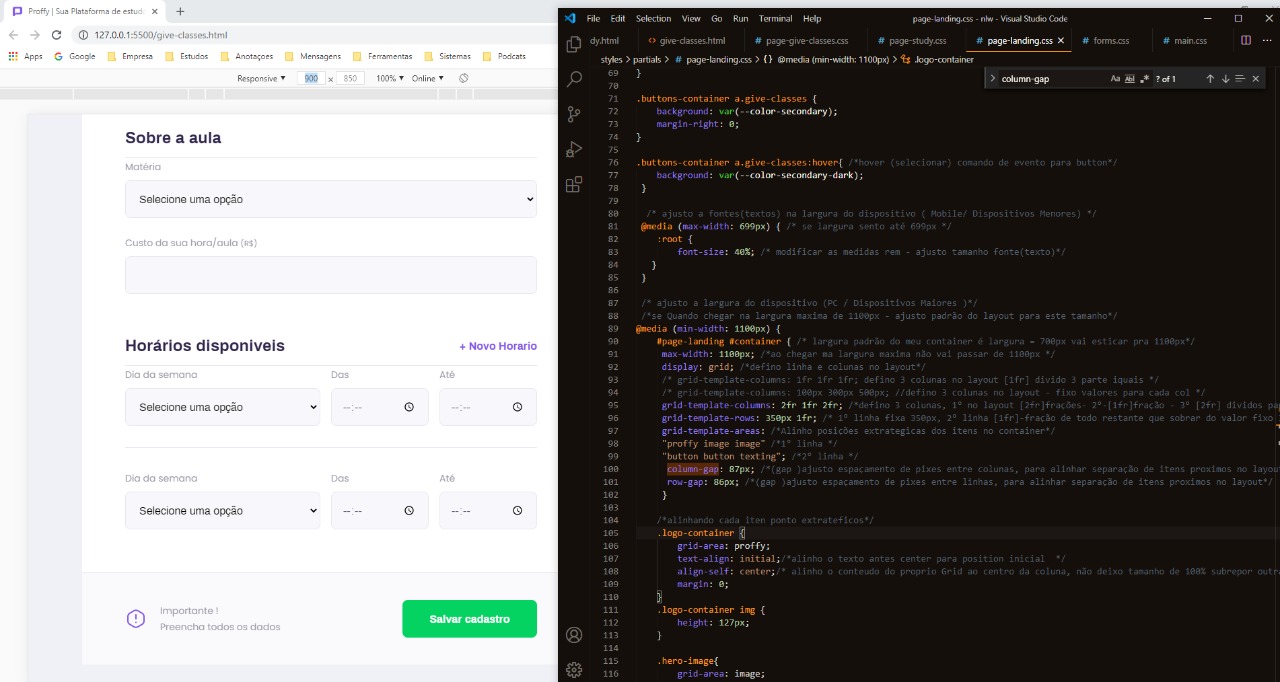 Proffy | Sua Plataforma de estud
127.0.0.1:5500/give-classes.html
Apps Google Empresa Estudos Anotaçoes Mensagens Ferramentas Sistemas Podcats
Responsive 900 × 850 100% Online
Sobre a aula
Matéria
Selecione uma opção
Custo da sua hora/aula (R$)
Horários disponiveis
+ Novo Horario
Dia da semana Das Até
Selecione uma opção --:-- --:--
Dia da semana Das Até
Selecione uma opção --:-- --:--
Importante !
Preencha todos os dados
Salvar cadastro
File Edit Selection View Go Run Terminal Help
page-landing.css - nlw - Visual Studio Code
dy.html give-classes.html page-give-classes.css page-study.css page-landing.css forms.css main.css
styles > partials > page-landing.css > {} @media (min-width: 1100px) > .logo-container
column-gap Aa Ab .* ? of 1
69 }
70
71 .buttons-container a.give-classes {
72 background: var(--color-secondary);
73 margin-right: 0;
74 }
75
76 .buttons-container a.give-classes:hover{ /*hover (selecionar) comando de evento para button*/
77 background: var(--color-secondary-dark);
78 }
79
80 /* ajusto a fontes(textos) na largura do dispositivo ( Mobile/ Dispositivos Menores) */
81 @media (max-width: 699px) { /* se largura sento até 699px */
82 :root {
83 font-size: 40%; /* modificar as medidas rem - ajusto tamanho fonte(texto)*/
84 }
85 }
86
87 /* ajusto a largura do dispositivo (PC / Dispositivos Maiores )*/
88 /*se Quando chegar na largura maxima de 1100px - ajusto padrão do layout para este tamanho*/
89 @media (min-width: 1100px) {
90 #page-landing #container { /* largura padrão do meu container é largura = 700px vai esticar pra 1100px*/
91 max-width: 1100px; /*ao chegar ma largura maxima não vai passar de 1100px */
92 display: grid; /*defino linha e colunas no layout*/
93 /* grid-template-columns: 1fr 1fr 1fr; defino 3 colunas no layout [1fr] divido 3 parte iquais */
94 /* grid-template-columns: 100px 300px 500px; //defino 3 colunas no layout - fixo valores para cada col */
95 grid-template-columns: 2fr 1fr 2fr; /*defino 3 colunas, 1º no layout [2fr]frações- 2º-[1fr]fração - 3º [2fr] dividos pa
96 grid-template-rows: 350px 1fr; /* 1º linha fixa 350px, 2º linha [1fr]-fração de todo restante que sobrar do valor fixo
97 grid-template-areas: /*Alinho posições extrategicas dos itens no container*/
98 "proffy image image" /*1º linha */
99 "button button texting"; /*2º linha */
100 column-gap: 87px; /*(gap )ajusto espaçamento de pixes entre colunas, para alinhar separação de itens proximos no layou
101 row-gap: 86px; /*(gap )ajusto espaçamento de pixes entre linhas, para alinhar separação de itens proximos no layout*/
102 }
103
104 /*alinhando cada iten ponto extrateficos*/
105 .logo-container {
106 grid-area: proffy;
107 text-align: initial;/*alinho o texto antes center para position inicial */
108 align-self: center;/* alinho o conteudo do proprio Grid ao centro da coluna, não deixo tamanho de 100% subrepor outr
109 margin: 0;
110 }
111 .logo-container img {
112 height: 127px;
113 }
114
115 .hero-image{
116 grid-area: image;